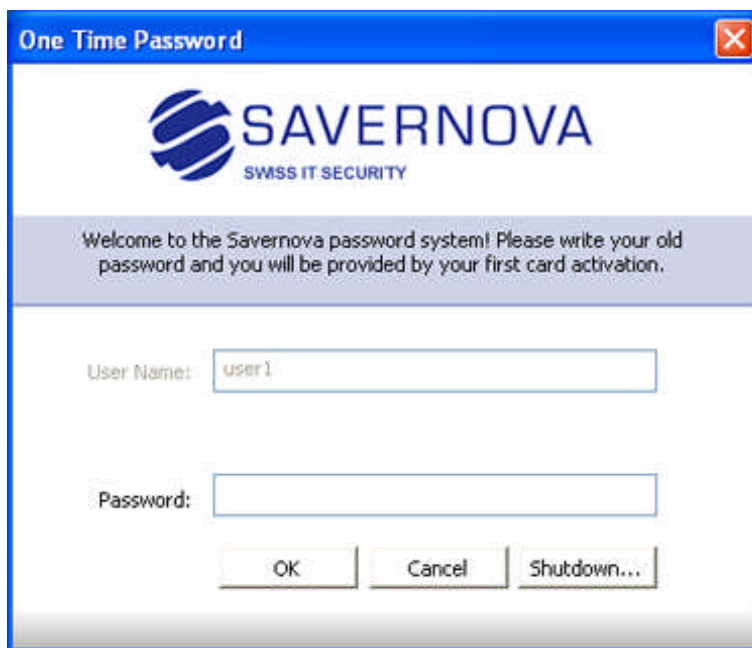 One Time Password
SAVERNOVA
SWISS IT SECURITY
Welcome to the Savernova password system! Please write your old
password and you will be provided by your first card activation.
User Name: user1
Password:
OK Cancel Shutdown...